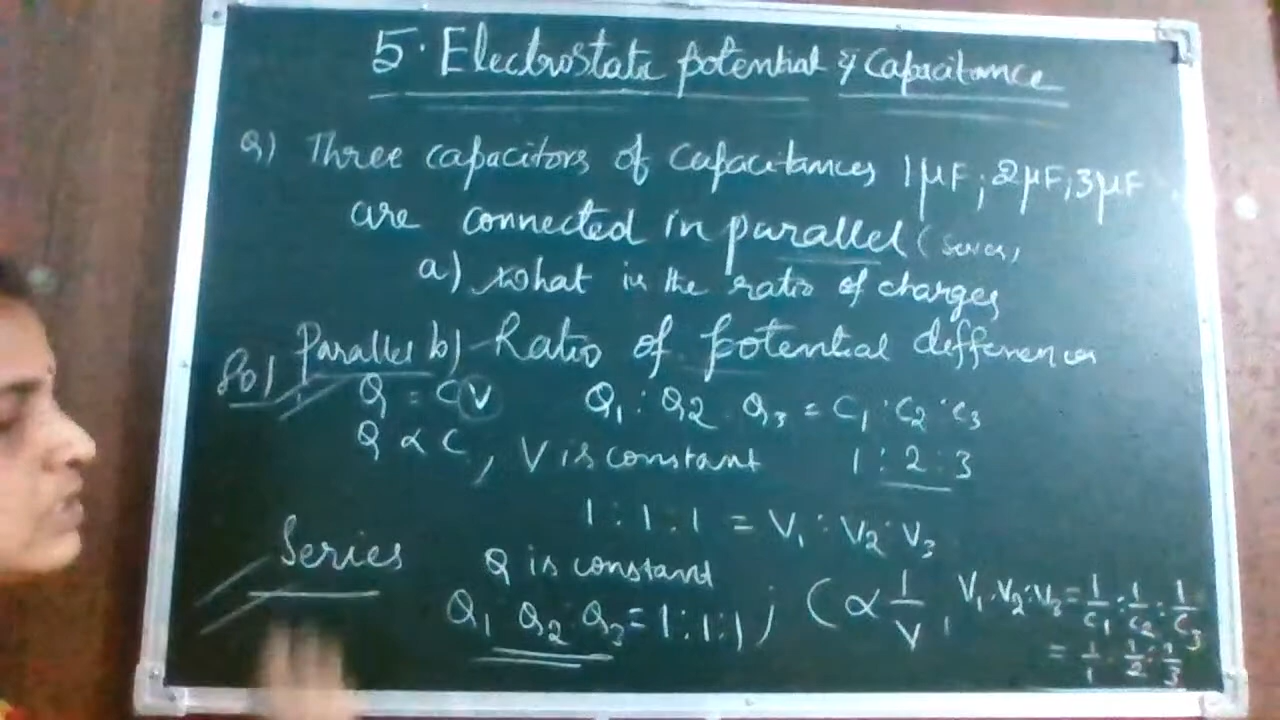 5. Electrostatic potential & Capacitance
Q) Three capacitors of Capacitances 1μF; 2μF; 3μF
are connected in parallel (series)
a) what is the ratio of charges
Parallel b) Ratio of potential differences
Sol Q = CV Q₁ : Q₂ Q₃ = C₁ : C₂ : C₃
Q ∝ C, V is constant 1 : 2 : 3
1 : 1 : 1 = V₁ : V₂ : V₃
Series Q is constant
Q₁ Q₂ : Q₃ = 1 : 1 : 1 ; C ∝ 1/V , V₁ : V₂ : V₃ = 1/C₁ : 1/C₂ : 1/C₃
= 1/1 : 1/2 : 1/3